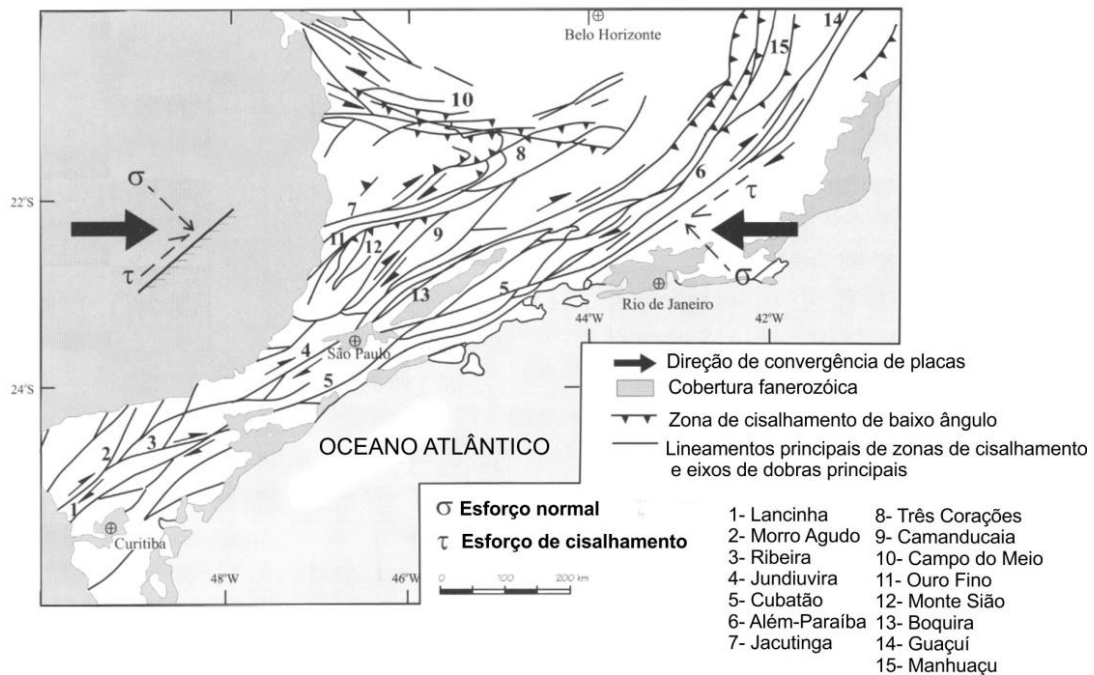 Belo Horizonte
14
15
10
8
6
τ
σ
22°S
7
11
12
9
τ
σ
13
5
Rio de Janeiro
44°W
42°W
4
São Paulo
5
24°S
3
2
1
Curitiba
48°W
46°W
OCEANO ATLÂNTICO
Direção de convergência de placas
Cobertura fanerozóica
Zona de cisalhamento de baixo ângulo
Lineamentos principais de zonas de cisalhamento
e eixos de dobras principais
σ Esforço normal
τ Esforço de cisalhamento
0 50 100 200 km
1- Lancinha
2- Morro Agudo
3- Ribeira
4- Jundiuvira
5- Cubatão
6- Além-Paraíba
7- Jacutinga
8- Três Corações
9- Camanducaia
10- Campo do Meio
11- Ouro Fino
12- Monte Sião
13- Boquira
14- Guaçuí
15- Manhuaçu